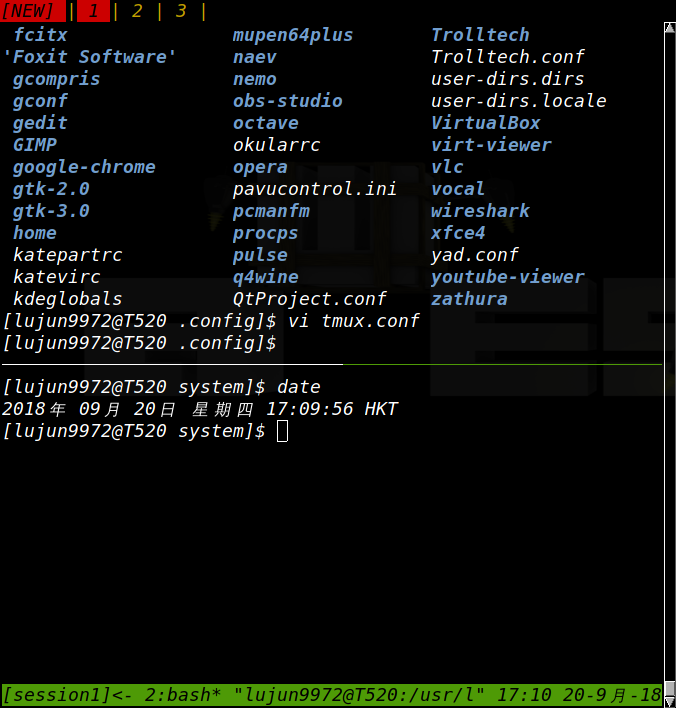 [NEW] | 1 | 2 | 3 |
fcitx mupen64plus Trolltech
'Foxit Software' naev Trolltech.conf
gcompris nemo user-dirs.dirs
gconf obs-studio user-dirs.locale
gedit octave VirtualBox
GIMP okularrc virt-viewer
google-chrome opera vlc
gtk-2.0 pavucontrol.ini vocal
gtk-3.0 pcmanfm wireshark
home procps xfce4
katepartrc pulse yad.conf
katevirc q4wine youtube-viewer
kdeglobals QtProject.conf zathura
[lujun9972@T520 .config]$ vi tmux.conf
[lujun9972@T520 .config]$
[lujun9972@T520 system]$ date
2018年 09月 20日 星期四 17:09:56 HKT
[lujun9972@T520 system]$
[session1]<- 2:bash* "lujun9972@T520:/usr/l" 17:10 20-9月-18